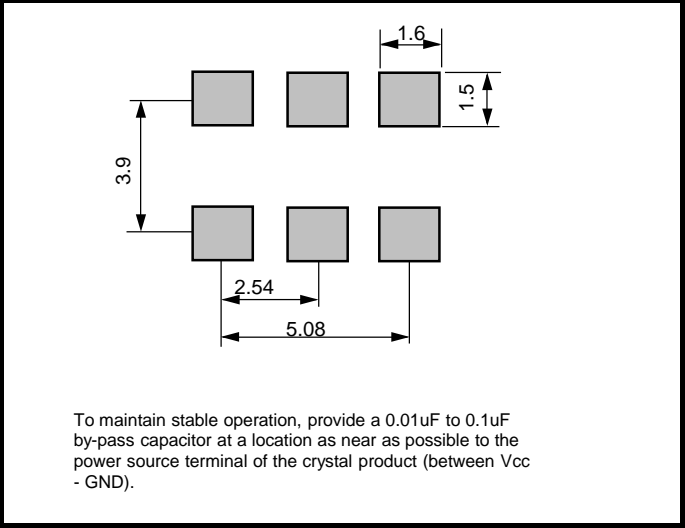 1.6
1.5
3.9
2.54
5.08
To maintain stable operation, provide a 0.01uF to 0.1uF
by-pass capacitor at a location as near as possible to the
power source terminal of the crystal product (between Vcc
- GND).